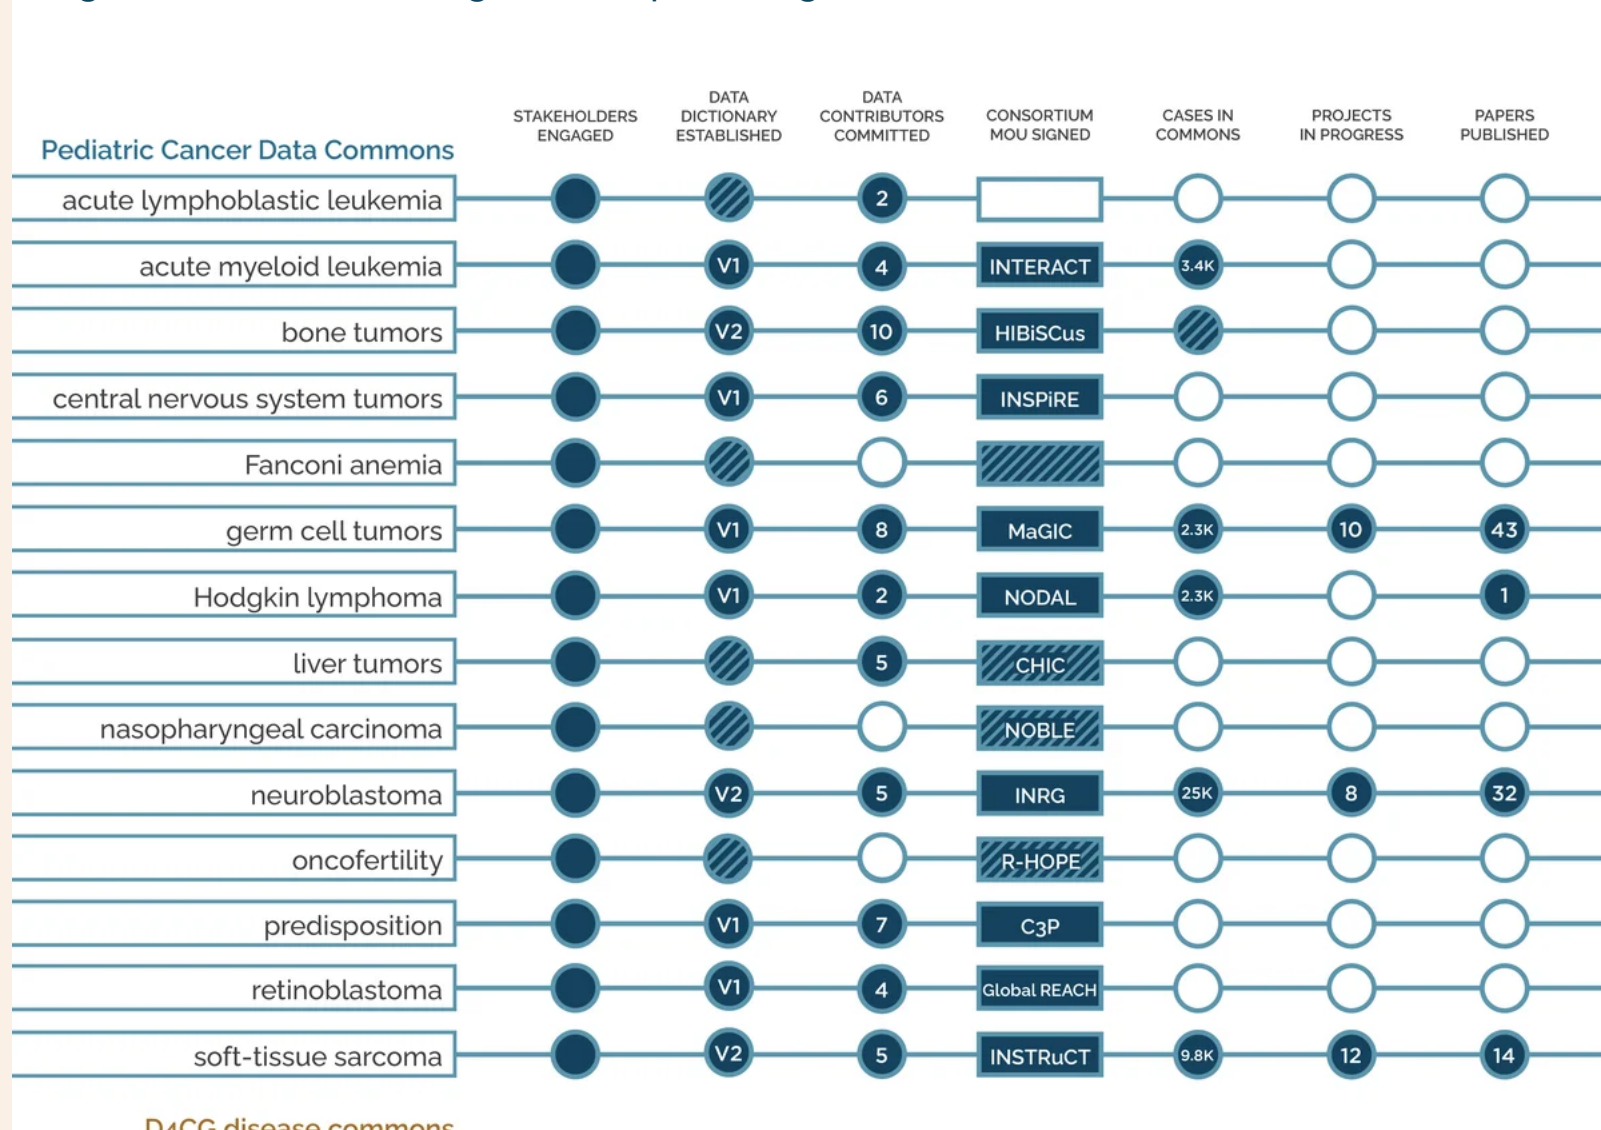 STAKEHOLDERS
ENGAGED
DATA
DICTIONARY
ESTABLISHED
DATA
CONTRIBUTORS
COMMITTED
CONSORTIUM
MOU SIGNED
CASES IN
COMMONS
PROJECTS
IN PROGRESS
PAPERS
PUBLISHED
Pediatric Cancer Data Commons
acute lymphoblastic leukemia 2
acute myeloid leukemia V1 4 INTERACT 3.4K
bone tumors V2 10 HIBiSCus
central nervous system tumors V1 6 INSPiRE
Fanconi anemia
germ cell tumors V1 8 MaGIC 2.3K 10 43
Hodgkin lymphoma V1 2 NODAL 2.3K 1
liver tumors 5 CHIC
nasopharyngeal carcinoma NOBLE
neuroblastoma V2 5 INRG 25K 8 32
oncofertility R-HOPE
predisposition V1 7 C3P
retinoblastoma V1 4 Global REACH
soft-tissue sarcoma V2 5 INSTRuCT 9.8K 12 14
D4CG disease commons